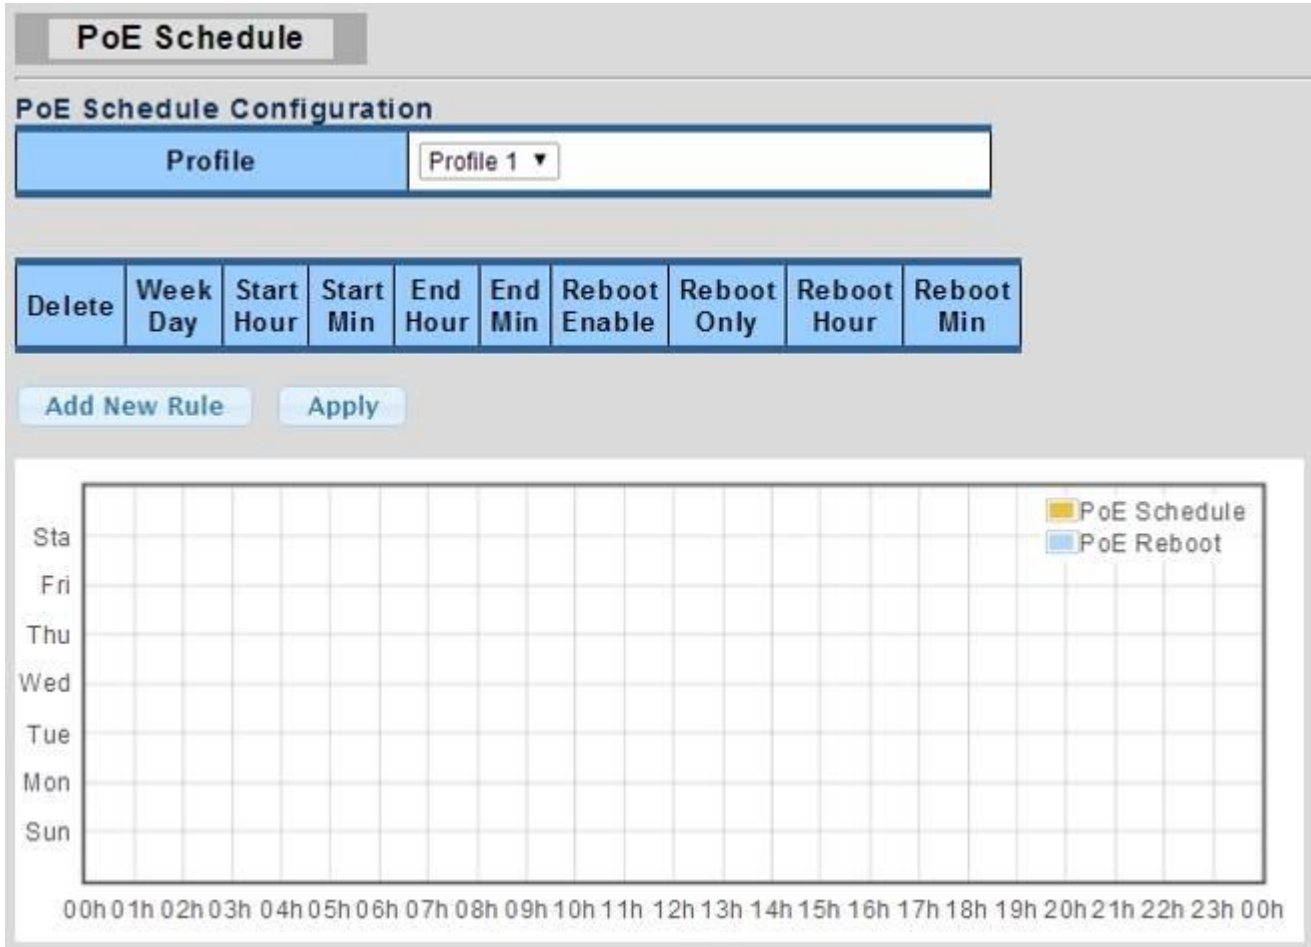 PoE Schedule
PoE Schedule Configuration
Profile Profile 1
Delete Week Day Start Hour Start Min End Hour End Min Reboot Enable Reboot Only Reboot Hour Reboot Min
Add New Rule Apply
PoE Schedule
PoE Reboot
Sta
Fri
Thu
Wed
Tue
Mon
Sun
00h 01h 02h 03h 04h 05h 06h 07h 08h 09h 10h 11h 12h 13h 14h 15h 16h 17h 18h 19h 20h 21h 22h 23h 00h